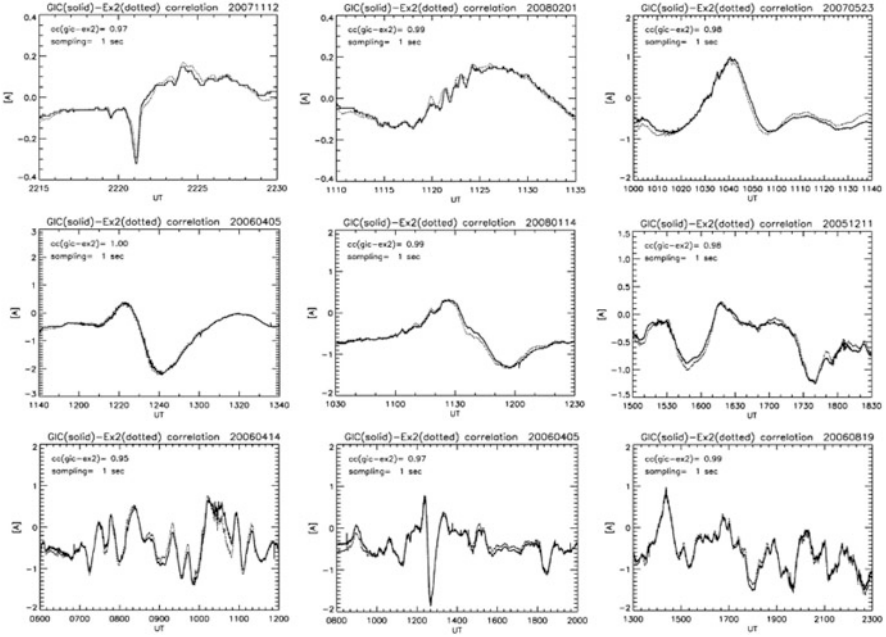 GIC(solid)-Ex2(dotted) correlation 20071112
cc(gic-ex2)= 0.97
sampling= 1 sec
0.4
0.2
0.0
-0.2
-0.4
[A]
2215 2220 2225 2230
UT
GIC(solid)-Ex2(dotted) correlation 20080201
cc(gic-ex2)= 0.99
sampling= 1 sec
0.4
0.2
0.0
-0.2
-0.4
[A]
1110 1115 1120 1125 1130 1135
UT
GIC(solid)-Ex2(dotted) correlation 20070523
cc(gic-ex2)= 0.98
sampling= 1 sec
2
1
0
-1
-2
[A]
1000 1010 1020 1030 1040 1050 1100 1110 1120 1130 1140
UT
GIC(solid)-Ex2(dotted) correlation 20060405
cc(gic-ex2)= 1.00
sampling= 1 sec
3
2
1
0
-1
-2
-3
[A]
1140 1200 1220 1240 1300 1320 1340
UT
GIC(solid)-Ex2(dotted) correlation 20080114
cc(gic-ex2)= 0.99
sampling= 1 sec
2
1
0
-1
-2
[A]
1030 1100 1130 1200 1230
UT
GIC(solid)-Ex2(dotted) correlation 20051211
cc(gic-ex2)= 0.98
sampling= 1 sec
1.5
1.0
0.5
0.0
-0.5
-1.0
-1.5
[A]
1500 1530 1600 1630 1700 1730 1800 1830
UT
GIC(solid)-Ex2(dotted) correlation 20060414
cc(gic-ex2)= 0.95
sampling= 1 sec
2
1
0
-1
-2
[A]
0600 0700 0800 0900 1000 1100 1200
UT
GIC(solid)-Ex2(dotted) correlation 20060405
cc(gic-ex2)= 0.97
sampling= 1 sec
2
1
0
-1
-2
[A]
0800 1000 1200 1400 1600 1800 2000
UT
GIC(solid)-Ex2(dotted) correlation 20060819
cc(gic-ex2)= 0.99
sampling= 1 sec
2
1
0
-1
-2
[A]
1300 1500 1700 1900 2100 2300
UT